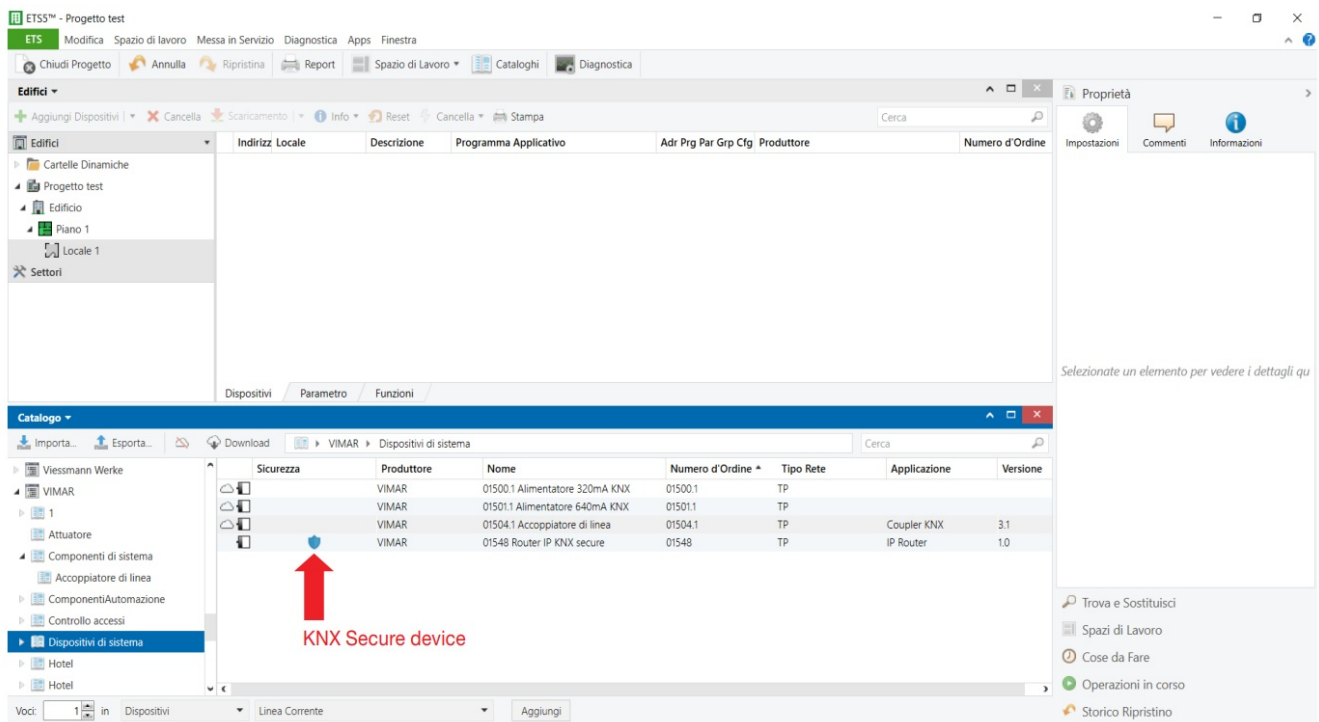 ETS5™ - Progetto test
ETS Modifica Spazio di lavoro Messa in Servizio Diagnostica Apps Finestra
Chiudi Progetto Annulla Ripristina Report Spazio di Lavoro Cataloghi Diagnostica
Edifici
Aggiungi Dispositivi Cancella Scaricamento Info Reset Cancella Stampa Cerca
Edifici
Cartelle Dinamiche
Progetto test
Edificio
Piano 1
Locale 1
Settori
Indirizz Locale Descrizione Programma Applicativo Adr Prg Par Grp Cfg Produttore Numero d'Ordine
Dispositivi Parametro Funzioni
Proprietà
Impostazioni Commenti Informazioni
Selezionate un elemento per vedere i dettagli qu
Catalogo
Importa... Esporta... Download VIMAR Dispositivi di sistema Cerca
Viessmann Werke
VIMAR
1
Attuatore
Componenti di sistema
Accoppiatore di linea
ComponentiAutomazione
Controllo accessi
Dispositivi di sistema
Hotel
Hotel
Sicurezza Produttore Nome Numero d'Ordine Tipo Rete Applicazione Versione
VIMAR 01500.1 Alimentatore 320mA KNX 01500.1 TP
VIMAR 01501.1 Alimentatore 640mA KNX 01501.1 TP
VIMAR 01504.1 Accoppiatore di linea 01504.1 TP Coupler KNX 3.1
VIMAR 01548 Router IP KNX secure 01548 TP IP Router 1.0
KNX Secure device
Trova e Sostituisci
Spazi di Lavoro
Cose da Fare
Operazioni in corso
Storico Ripristino
Voci: 1 in Dispositivi Linea Corrente Aggiungi